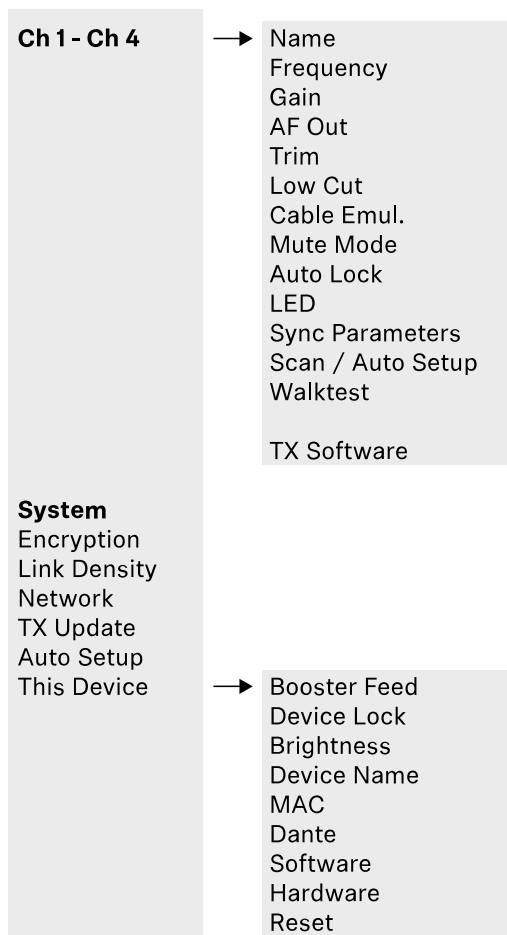 Ch 1 - Ch 4
Name
Frequency
Gain
AF Out
Trim
Low Cut
Cable Emul.
Mute Mode
Auto Lock
LED
Sync Parameters
Scan / Auto Setup
Walktest
TX Software
System
Encryption
Link Density
Network
TX Update
Auto Setup
This Device
Booster Feed
Device Lock
Brightness
Device Name
MAC
Dante
Software
Hardware
Reset